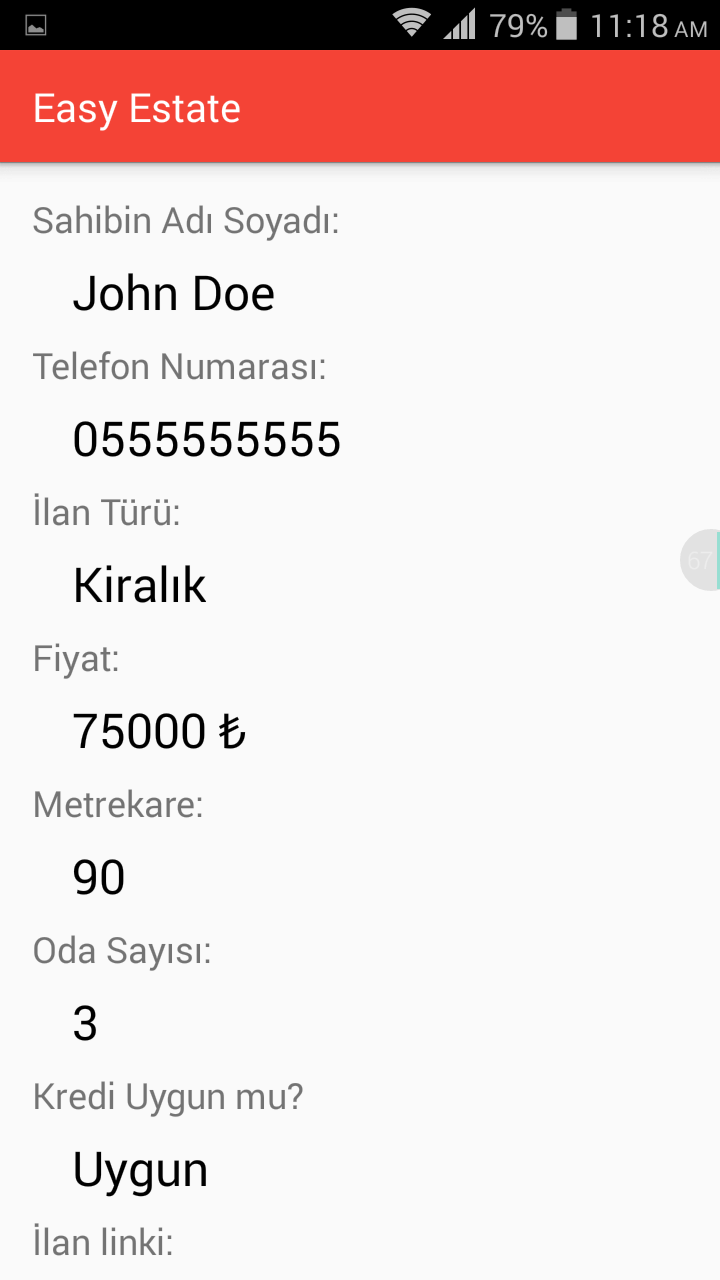 79% 11:18 AM
Easy Estate
Sahibin Adı Soyadı:
John Doe
Telefon Numarası:
0555555555
İlan Türü:
Kiralık
67
Fiyat:
75000 ₺
Metrekare:
90
Oda Sayısı:
3
Kredi Uygun mu?
Uygun
İlan linki: